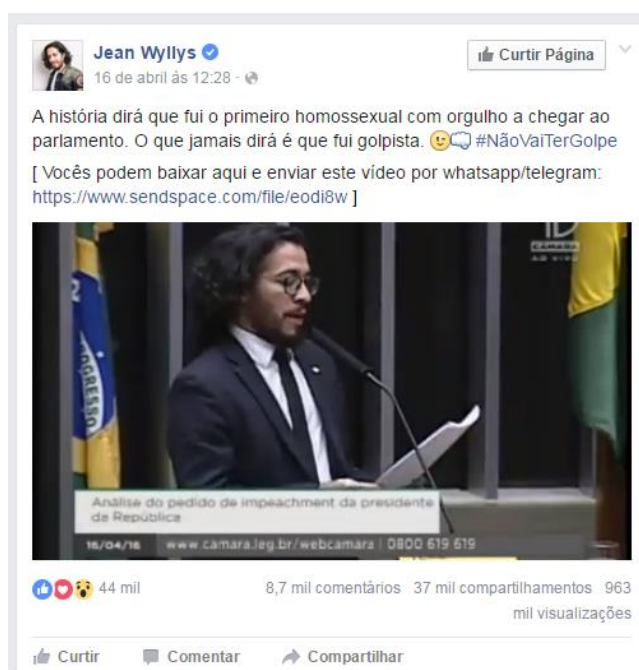 Jean Wyllys
16 de abril às 12:28 ·
Curtir Página
A história dirá que fui o primeiro homossexual com orgulho a chegar ao
parlamento. O que jamais dirá é que fui golpista. 😉 #NãoVaiTerGolpe
[ Vocês podem baixar aqui e enviar este vídeo por whatsapp/telegram:
https://www.sendspace.com/file/eodi8w ]
CÂMARA
AO VIVO
PROGRESSO
Análise do pedido de impeachment da presidente
da República
16/04/16 www.camara.leg.br/webcamara | 0800 619 619
44 mil
8,7 mil comentários 37 mil compartilhamentos 963
mil visualizações
Curtir Comentar Compartilhar